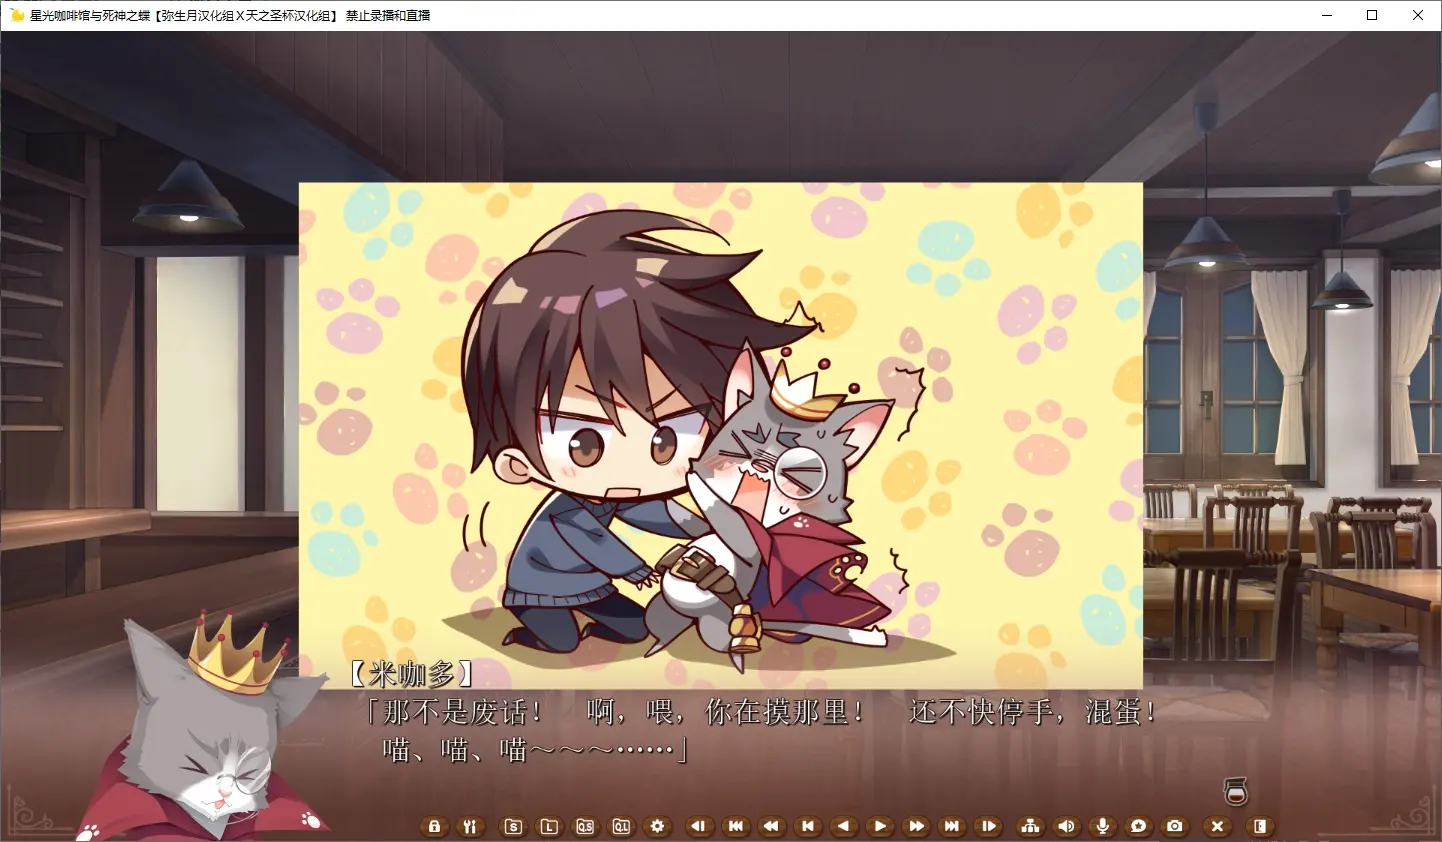 星光咖啡馆与死神之蝶【弥生月汉化组X天之圣杯汉化组】 禁止录播和直播
【米咖多】
「那不是废话！　啊，喂，你在摸那里！　还不快停手，混蛋！
喵、喵、喵～～～……」
S L Q.S Q.L